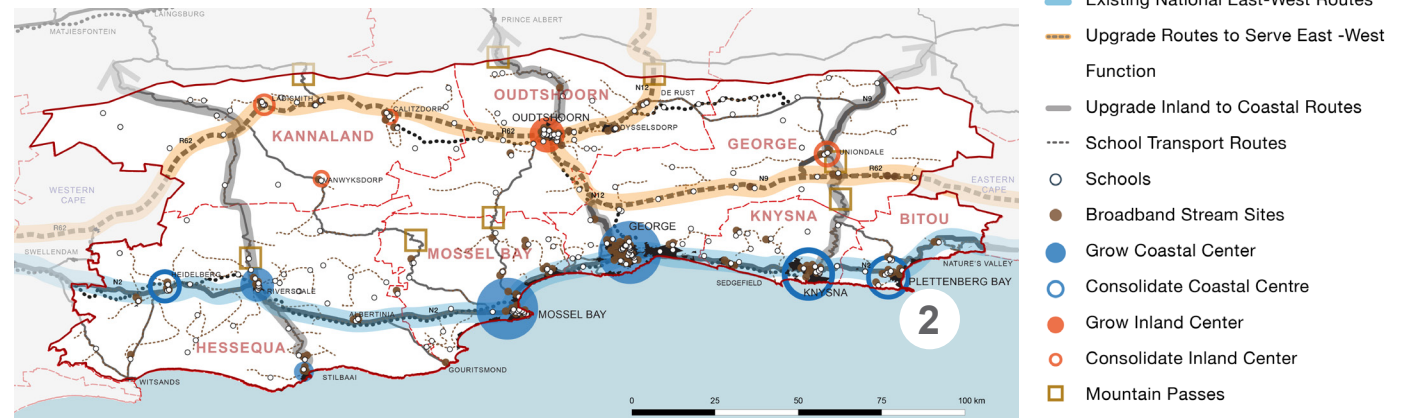 LAINGSBURG
MATJIESFONTEIN
PRINCE ALBERT
Existing National East-West Routes
Upgrade Routes to Serve East -West
Function
Upgrade Inland to Coastal Routes
School Transport Routes
Schools
Broadband Stream Sites
Grow Coastal Center
Consolidate Coastal Centre
Grow Inland Center
Consolidate Inland Center
Mountain Passes
OUDTSHOORN
N12
DE RUST
LADISMITH
CALITZDORP
N9
OUDTSHOORN
R62
DYSSELSDORP
KANNALAND
GEORGE
R62
UNIONDALE
R62
VANWYKSDORP
N9
WESTERN
CAPE
EASTERN
CAPE
N12
KNYSNA
BITOU
R62
GEORGE
SWELLENDAM
MOSSEL BAY
NATURE'S VALLEY
HEIDELBERG
N2
SEDGEFIELD
PLETTENBERG BAY
RIVERSDALE
KNYSNA
N2
ALBERTINIA
MOSSEL BAY
2
HESSEQUA
GOURITSMOND
STILBAAI
WITSANDS
0 25 50 75 100 km